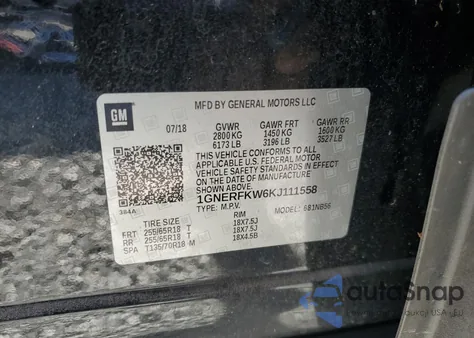 GM
MFD BY GENERAL MOTORS LLC
07/18 GVWR GAWR FRT GAWR RR
2800 KG 1450 KG 1600 KG
6173 LB 3196 LB 3527 LB
THIS VEHICLE CONFORMS TO ALL
APPLICABLE U.S. FEDERAL MOTOR
VEHICLE SAFETY STANDARDS IN EFFECT
ON THE DATE OF MANUFACTURE
SHOWN ABOVE.
1GNERFKW6KJ111558
TYPE: M.P.V. MODEL: 681NB56
384A
TIRE SIZE RIM
FRT 255/65R18 T 18X7.5J
RR 255/65R18 T 18X7.5J
SPA T135/70R18 M 18X4.5B
autoSnap